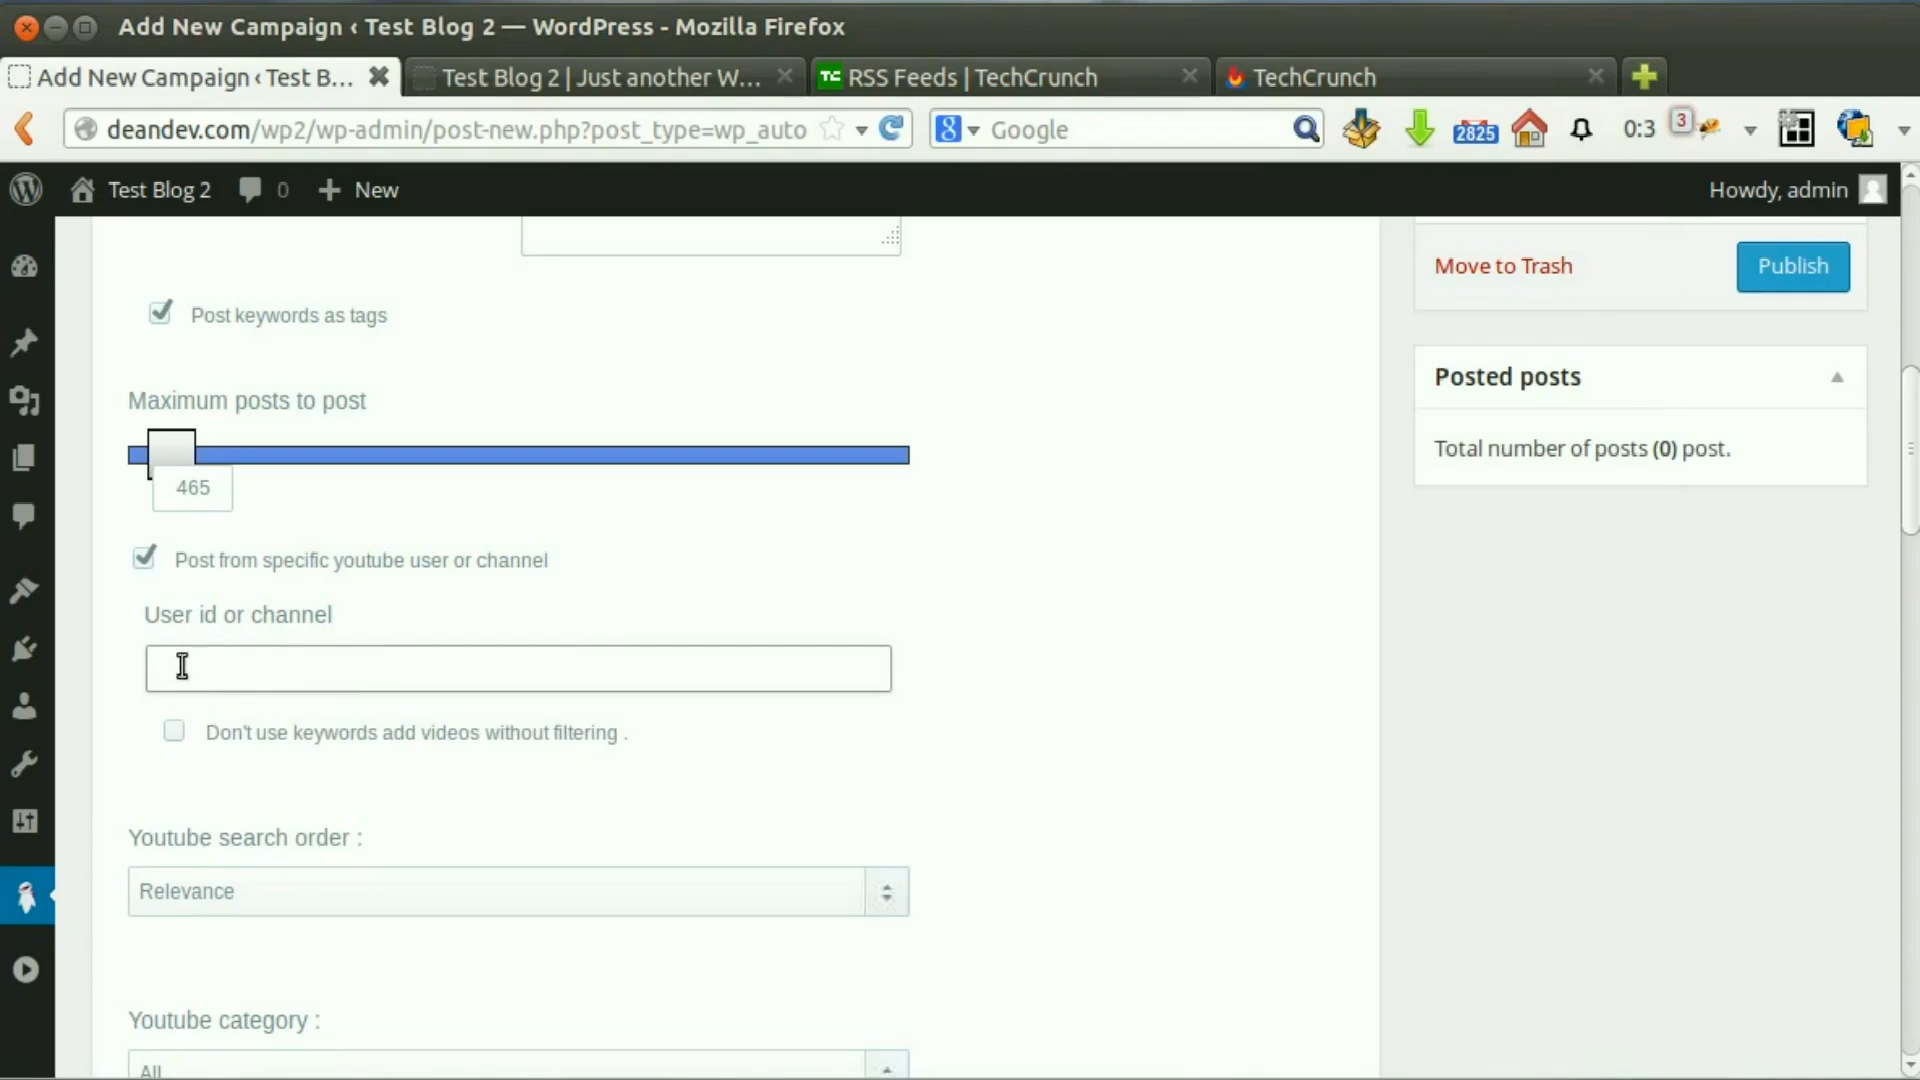 Add New Campaign ‹ Test Blog 2 — WordPress - Mozilla Firefox
Add New Campaign ‹ Test B...
Test Blog 2 | Just another W...
TC RSS Feeds | TechCrunch
TechCrunch
deandev.com/wp2/wp-admin/post-new.php?post_type=wp_auto
8 Google
2825
0:3
3
Test Blog 2
0
New
Howdy, admin
Move to Trash
Publish
Post keywords as tags
Posted posts
Maximum posts to post
Total number of posts (0) post.
465
Post from specific youtube user or channel
User id or channel
Don't use keywords add videos without filtering .
Youtube search order :
Relevance
Youtube category :
All